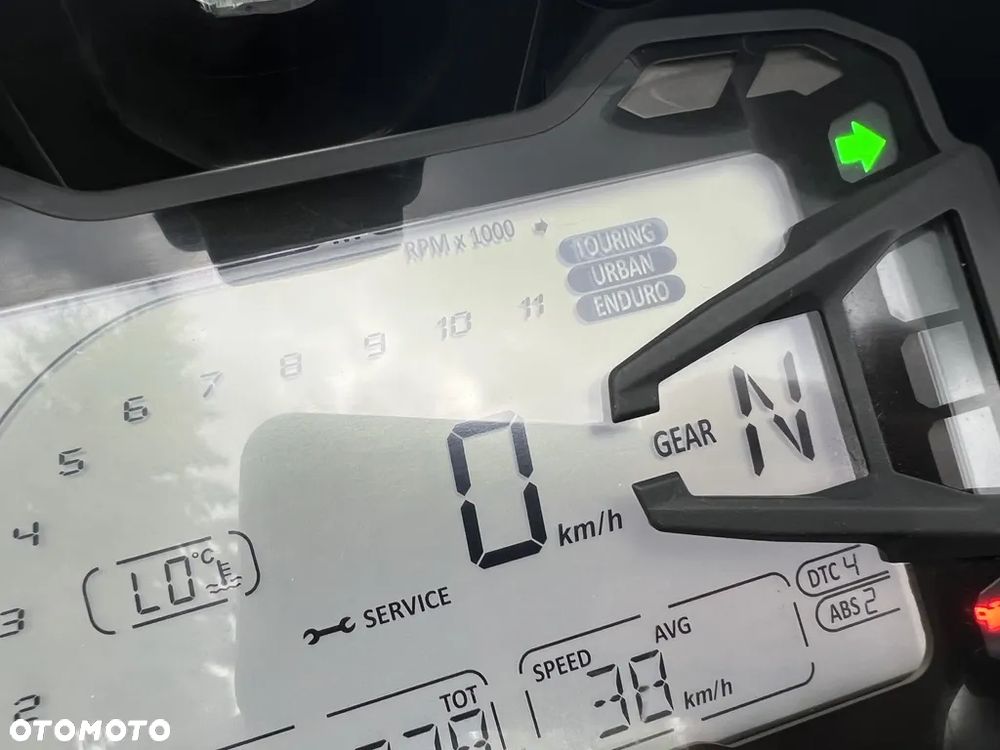 RPM x 1000
TOURING
URBAN
ENDURO
11
10
9
8
7
6
5
4
3
2
GEAR N
0 km/h
LO °C
SERVICE
DTC 4
ABS 2
TOT
SPEED AVG
38 km/h
OTOMOTO